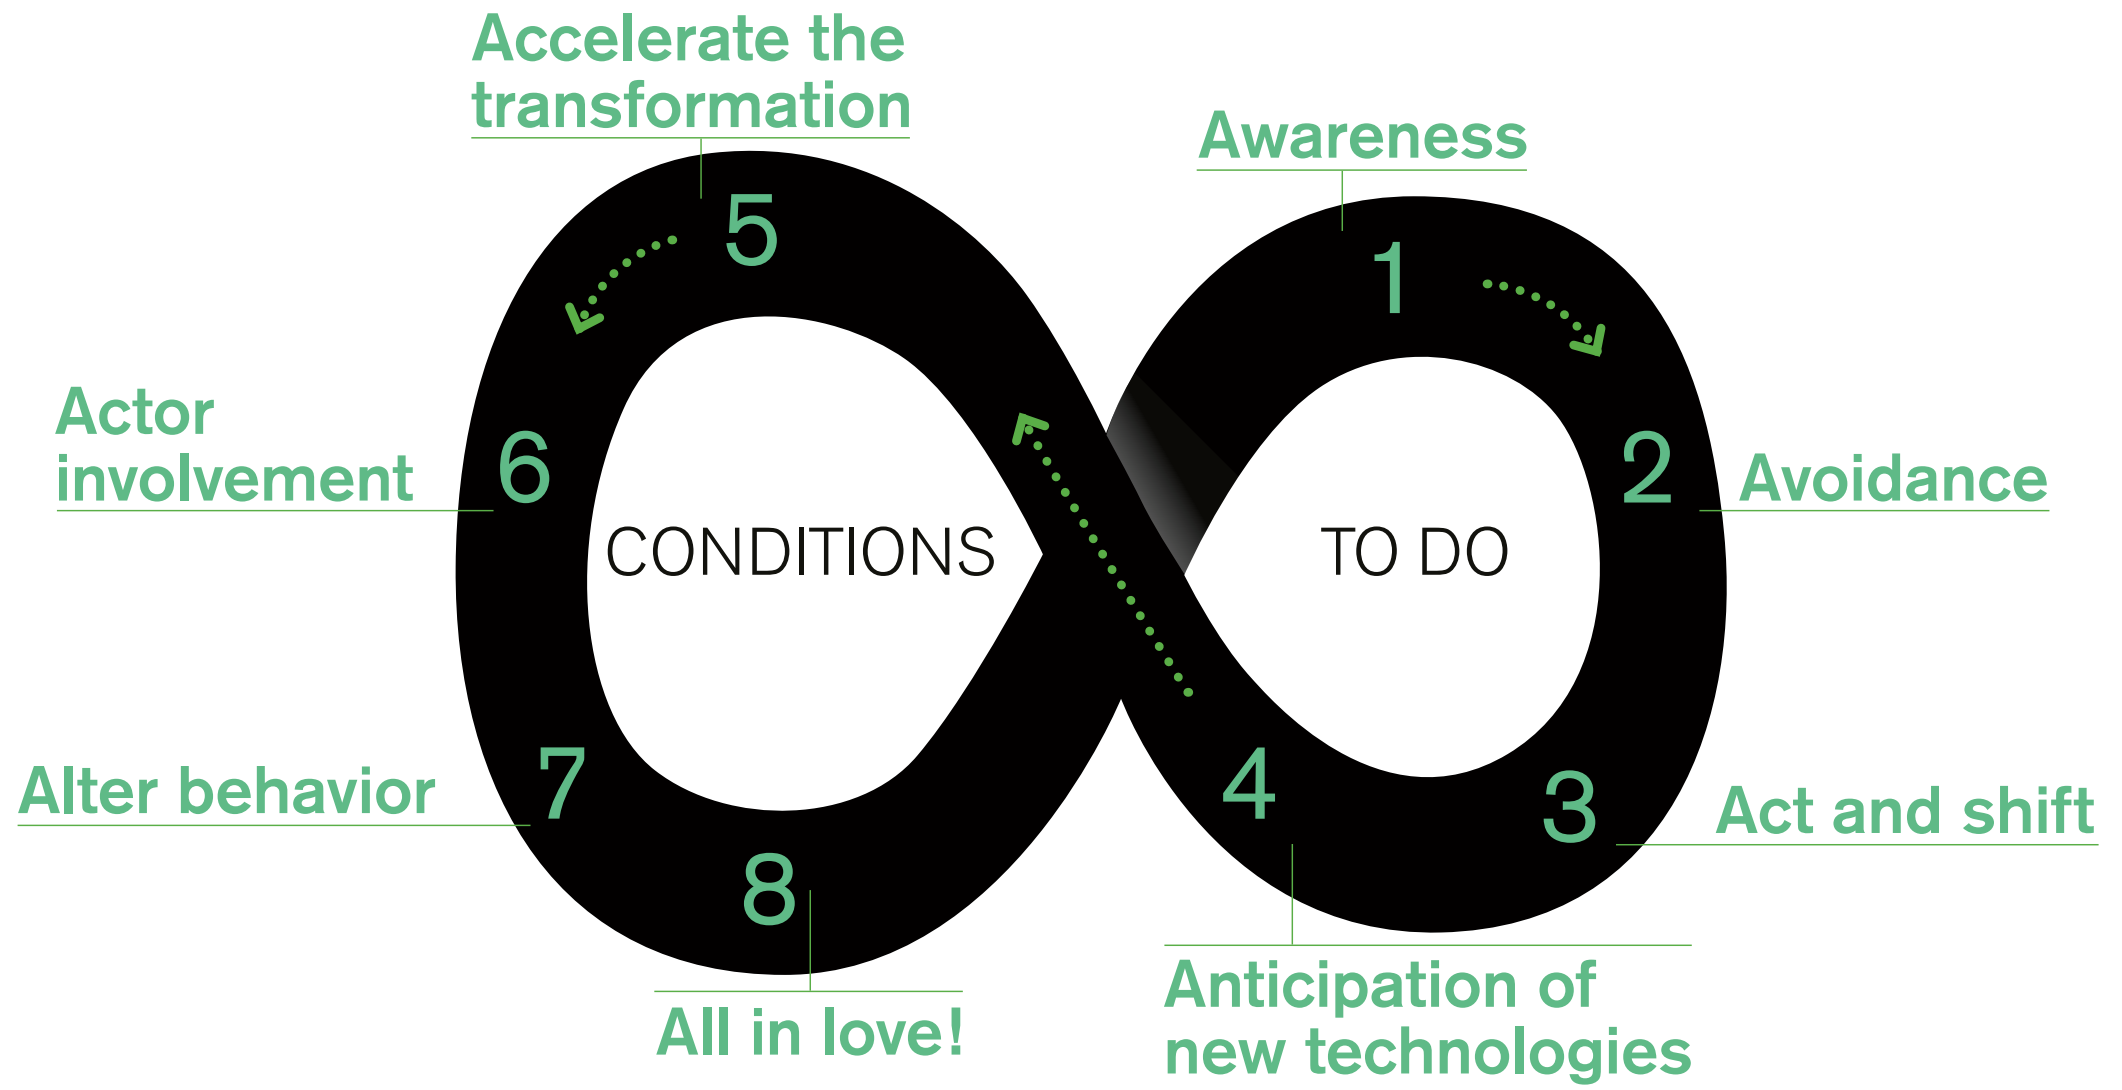 Accelerate the
transformation
5
Awareness
1
Actor
involvement
6
2
Avoidance
CONDITIONS
TO DO
Alter behavior
7
4
3
Act and shift
8
All in love!
Anticipation of
new technologies